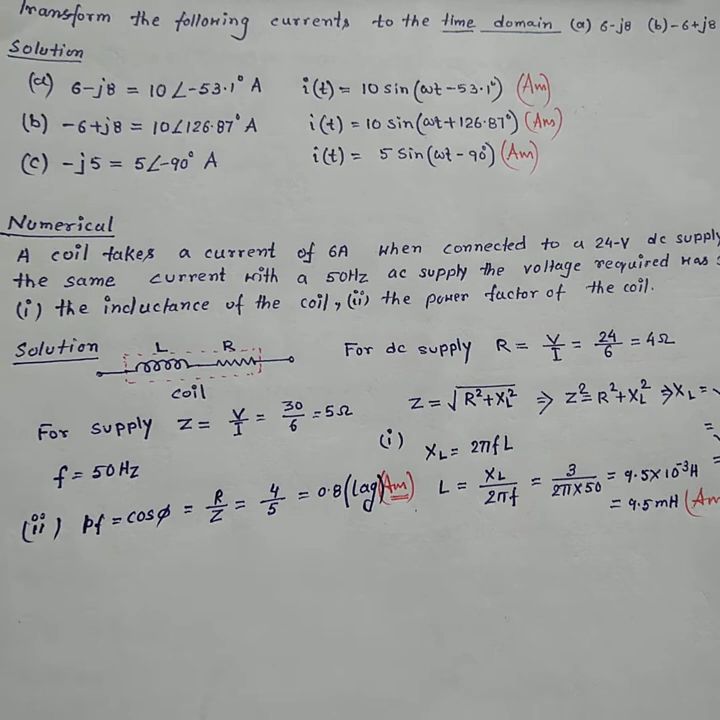 Transform the following currents to the time domain (a) 6-j8 (b)-6+j8
Solution
(a) 6-j8 = 10∠-53.1° A i(t) = 10 sin(ωt-53.1°) (Am)
(b) -6+j8 = 10∠126.87° A i(t) = 10 sin(ωt+126.87°) (Am)
(c) -j5 = 5∠-90° A i(t) = 5 sin(ωt-90°) (Am)
Numerical
A coil takes a current of 6A when connected to a 24-V dc supply
the same current with a 50Hz ac supply the voltage required was
(i) the inductance of the coil, (ii) the power factor of the coil.
Solution L R For dc supply R = V/I = 24/6 = 4Ω
coil
For supply Z = V/I = 30/6 = 5Ω Z = √(R²+X_L²) ⇒ Z² = R²+X_L² ⇒ X_L = √
f = 50Hz (i) X_L = 2πfL =
L = X_L/2πf = 3/2π×50 = 9.5×10⁻³H =
= 9.5mH (Am
(ii) pf = cosφ = R/Z = 4/5 = 0.8 (lag) (Am)